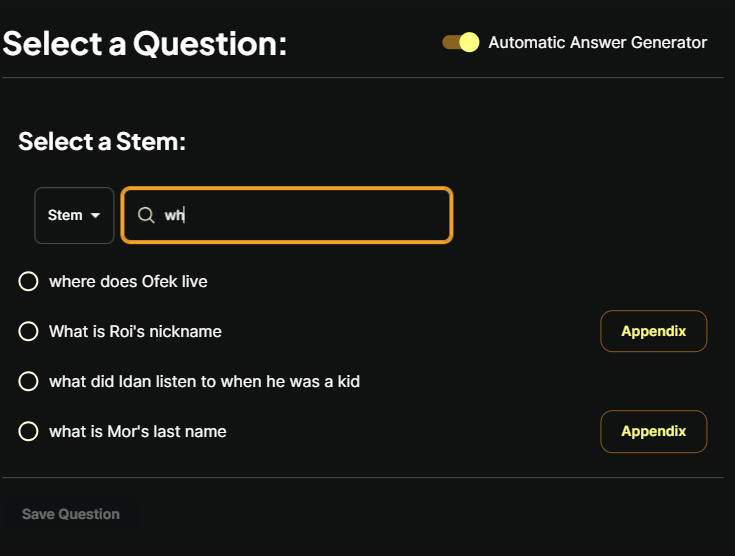 Select a Question:
Automatic Answer Generator
Select a Stem:
Stem
wh
where does Ofek live
What is Roi's nickname
Appendix
what did Idan listen to when he was a kid
what is Mor's last name
Appendix
Save Question